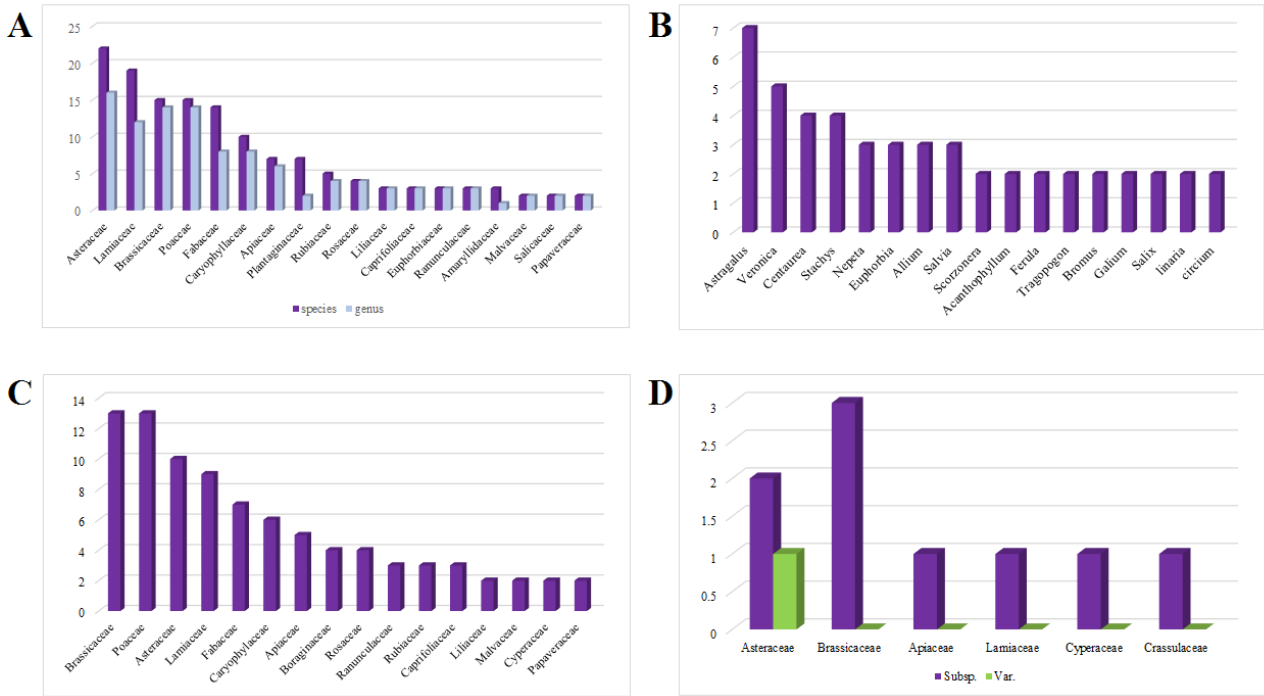 A
25
20
15
10
5
0
Asteraceae
Lamiaceae
Brassicaceae
Poaceae
Fabaceae
Caryophyllaceae
Apiaceae
Plantaginaceae
Rubiaceae
Rosaceae
Liliaceae
Caprifoliaceae
Euphorbiaceae
Ranunculaceae
Amaryllidaceae
Malvaceae
Salicaceae
Papaveraceae
species genus
B
7
6
5
4
3
2
1
0
Astragalus
Veronica
Centaurea
Stachys
Nepeta
Euphorbia
Allium
Salvia
Scorzonera
Acanthophyllum
Ferula
Tragopogon
Bromus
Galium
Salix
linaria
circium
C
14
12
10
8
6
4
2
0
Brassicaceae
Poaceae
Asteraceae
Lamiaceae
Fabaceae
Caryophylaceae
Apiaceae
Boraginaceae
Rosaceae
Ranunculaceae
Rubiaceae
Caprifoliaceae
Liliaceae
Malvaceae
Cyperaceae
Papaveraceae
D
3
2.5
2
1.5
1
0.5
0
Asteraceae Brassicaceae Apiaceae Lamiaceae Cyperaceae Crassulaceae
Subsp. Var.